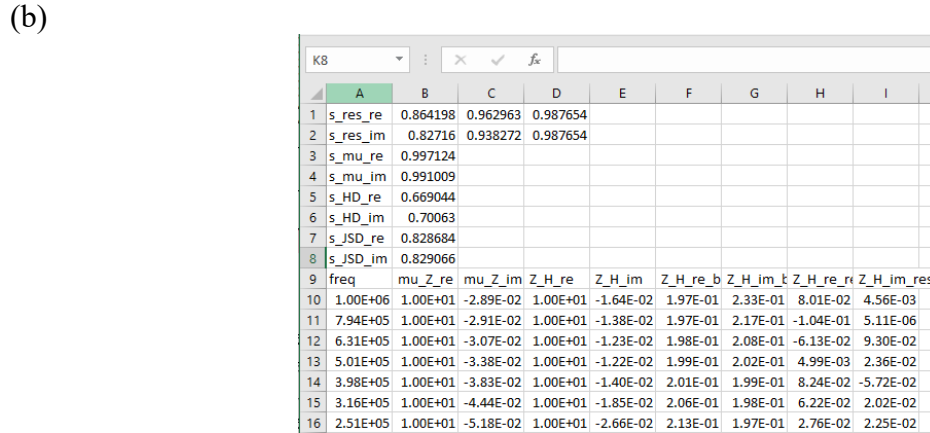 (b)
K8 fx
A B C D E F G H I
1 s_res_re 0.864198 0.962963 0.987654
2 s_res_im 0.82716 0.938272 0.987654
3 s_mu_re 0.997124
4 s_mu_im 0.991009
5 s_HD_re 0.669044
6 s_HD_im 0.70063
7 s_JSD_re 0.828684
8 s_JSD_im 0.829066
9 freq mu_Z_re mu_Z_im Z_H_re Z_H_im Z_H_re_b Z_H_im_b Z_H_re_re Z_H_im_res
10 1.00E+06 1.00E+01 -2.89E-02 1.00E+01 -1.64E-02 1.97E-01 2.33E-01 8.01E-02 4.56E-03
11 7.94E+05 1.00E+01 -2.91E-02 1.00E+01 -1.38E-02 1.97E-01 2.17E-01 -1.04E-01 5.11E-06
12 6.31E+05 1.00E+01 -3.07E-02 1.00E+01 -1.23E-02 1.98E-01 2.08E-01 -6.13E-02 9.30E-02
13 5.01E+05 1.00E+01 -3.38E-02 1.00E+01 -1.22E-02 1.99E-01 2.02E-01 4.99E-03 2.36E-02
14 3.98E+05 1.00E+01 -3.83E-02 1.00E+01 -1.40E-02 2.01E-01 1.99E-01 8.24E-02 -5.72E-02
15 3.16E+05 1.00E+01 -4.44E-02 1.00E+01 -1.85E-02 2.06E-01 1.98E-01 6.22E-02 2.02E-02
16 2.51E+05 1.00E+01 -5.18E-02 1.00E+01 -2.66E-02 2.13E-01 1.97E-01 2.76E-02 2.25E-02